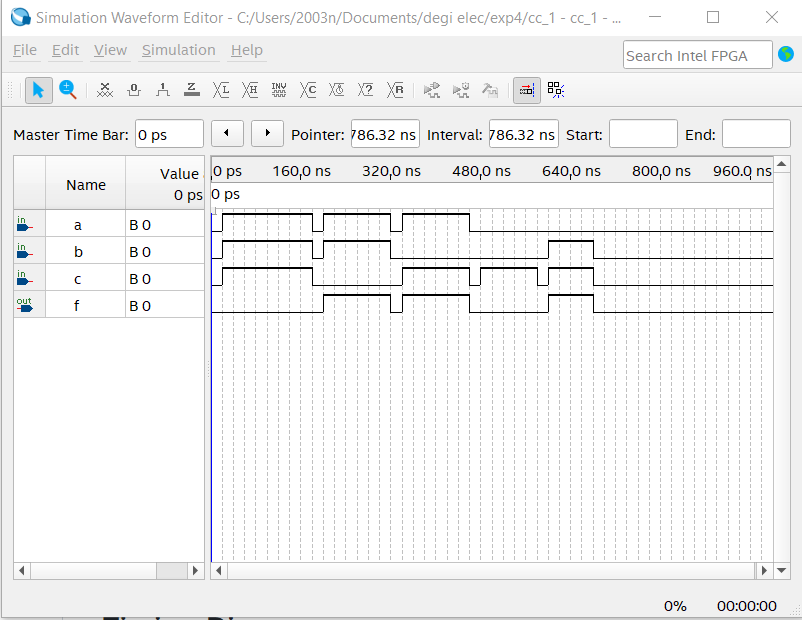 Simulation Waveform Editor - C:/Users/2003n/Documents/degi elec/exp4/cc_1 - cc_1 - ...
File Edit View Simulation Help
Search Intel FPGA
Master Time Bar: 0 ps Pointer: 786.32 ns Interval: 786.32 ns Start: End:
Name Value 0 ps
0 ps 160,0 ns 320,0 ns 480,0 ns 640,0 ns 800,0 ns 960.0 ns
0 ps
in a B 0
in b B 0
in c B 0
out f B 0
0% 00:00:00